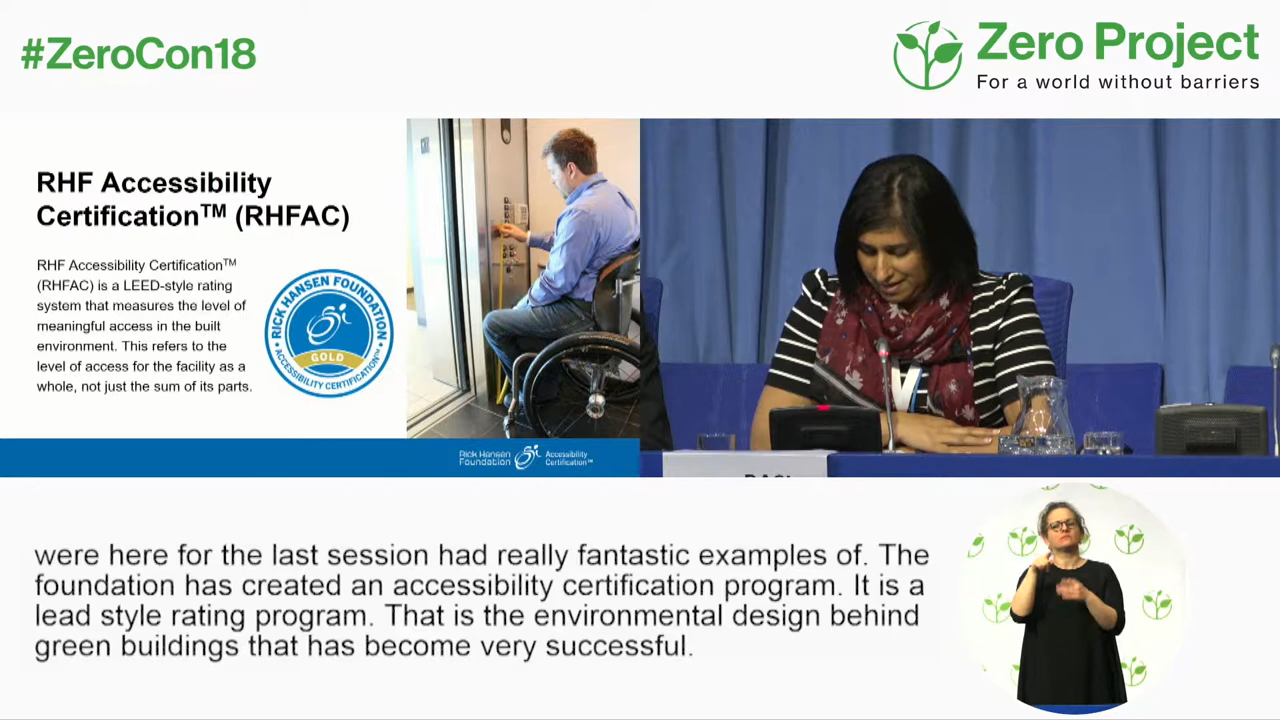 #ZeroCon18
Zero Project
For a world without barriers
RHF Accessibility
Certification™ (RHFAC)
RHF Accessibility Certification™
(RHFAC) is a LEED-style rating
system that measures the level of
meaningful access in the built
environment. This refers to the
level of access for the facility as a
whole, not just the sum of its parts.
RICK HANSEN FOUNDATION
GOLD
ACCESSIBILITY CERTIFICATION™
Rick Hansen
Foundation
Accessibility
Certification™
were here for the last session had really fantastic examples of. The
foundation has created an accessibility certification program. It is a
lead style rating program. That is the environmental design behind
green buildings that has become very successful.
Zero Project